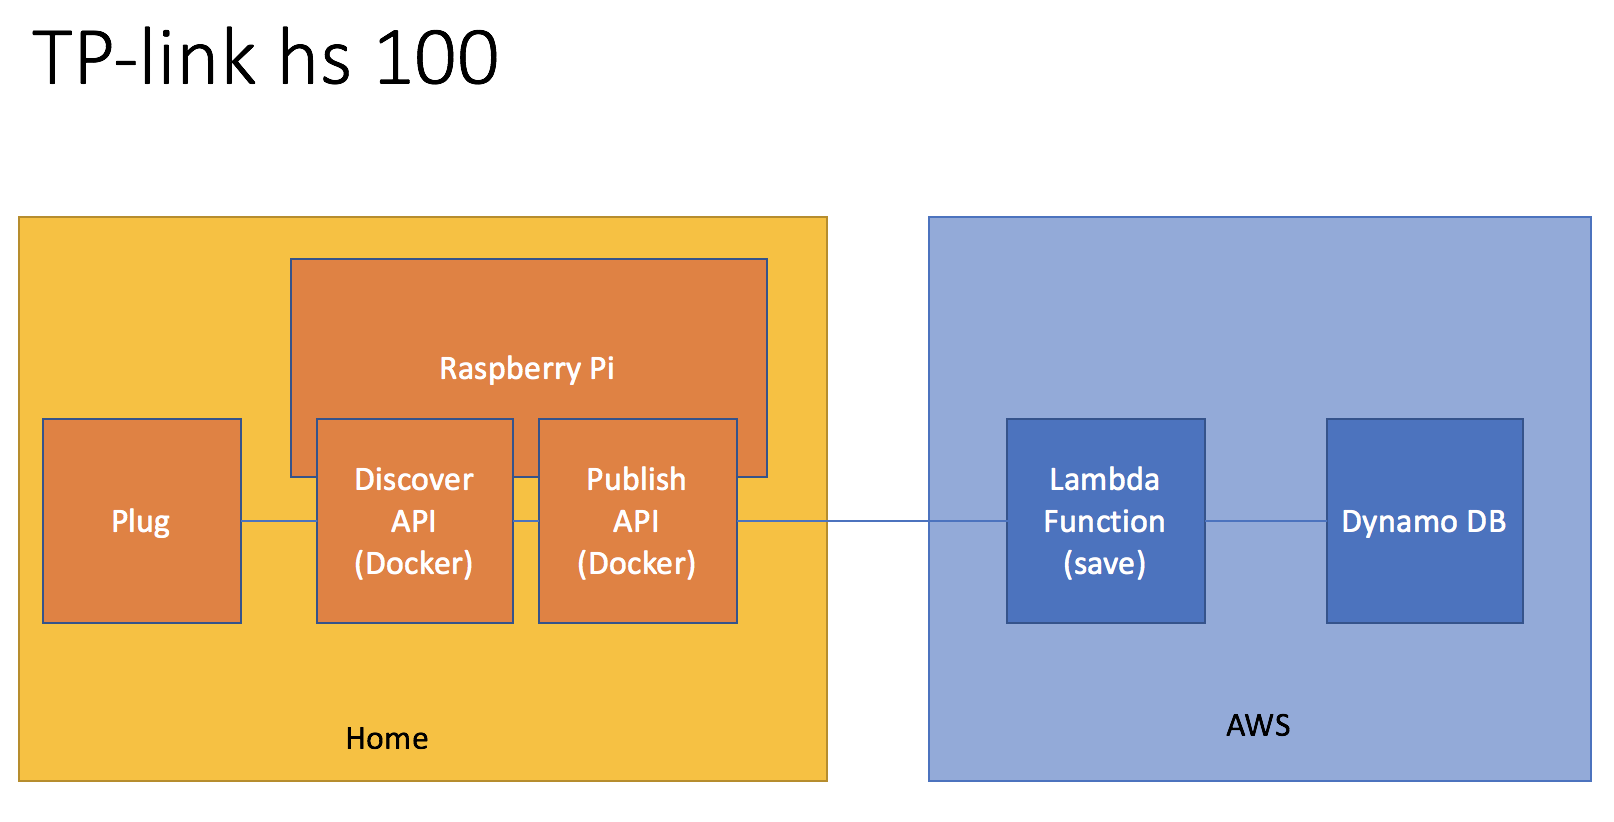 TP-link hs 100
Raspberry Pi
Plug
Discover
API
(Docker)
Publish
API
(Docker)
Home
Lambda
Function
(save)
Dynamo DB
AWS